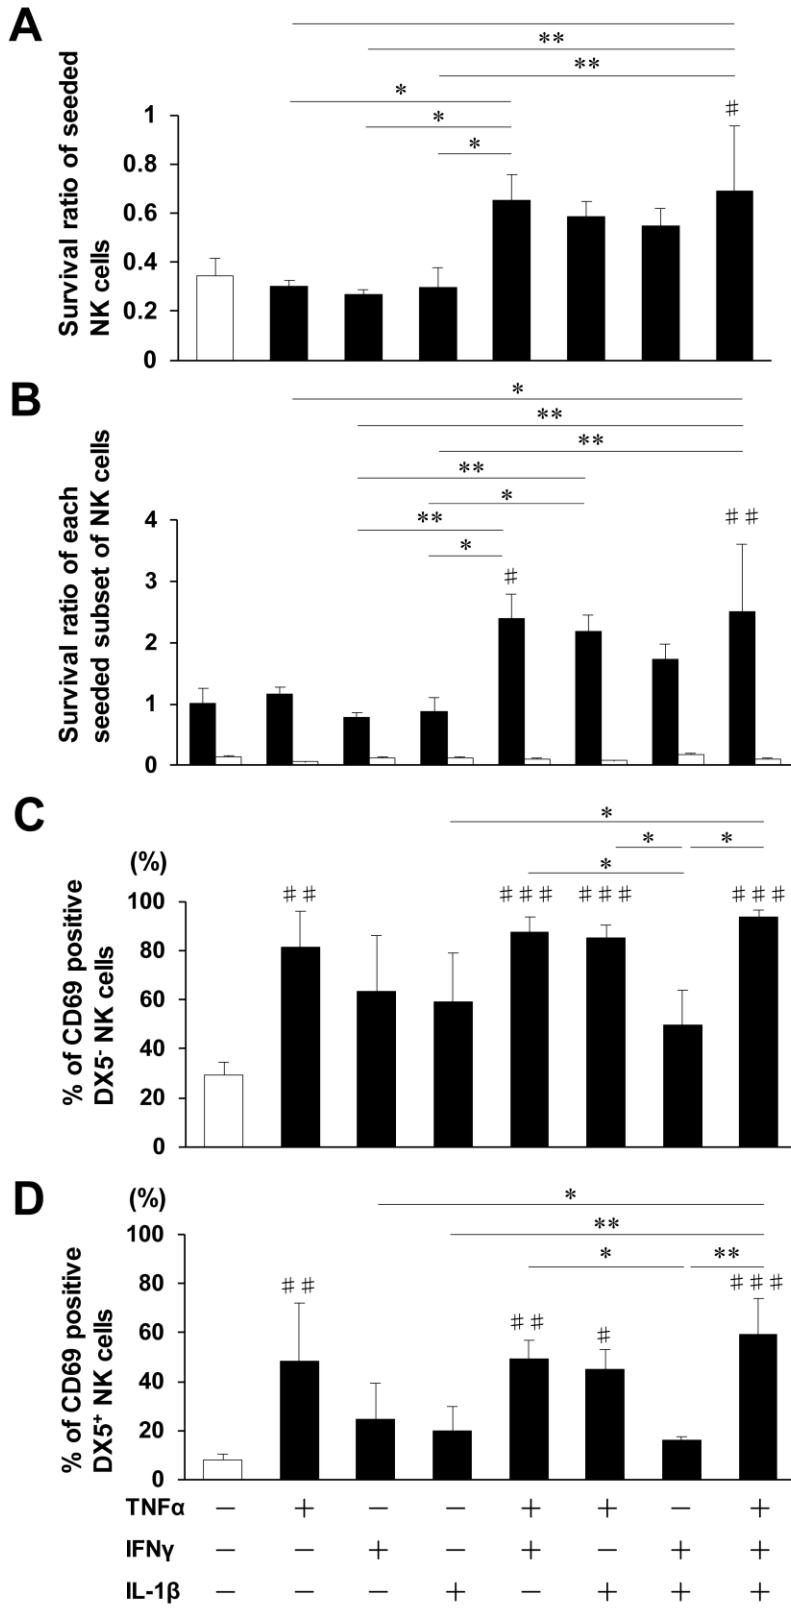 A
**
**
*
*
*
#
Survival ratio of seeded
NK cells
1
0.8
0.6
0.4
0.2
0
B
*
**
**
**
*
**
*
#
# #
Survival ratio of each
seeded subset of NK cells
4
3
2
1
0
C
*
*
*
*
(%)
# #
# # #
# # #
# # #
% of CD69 positive
DX5- NK cells
100
80
60
40
20
0
D
*
**
*
**
(%)
# #
# #
#
# # #
% of CD69 positive
DX5+ NK cells
100
80
60
40
20
0
TNFα − + − − + + − +
IFNγ − − + − + − + +
IL-1β − − − + − + + +